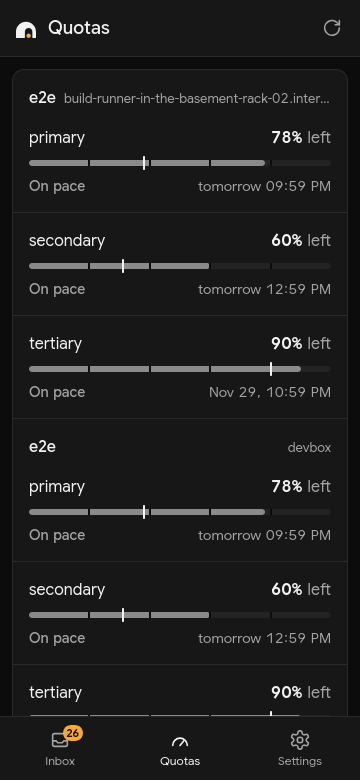 Quotas
e2e build-runner-in-the-basement-rack-02.inter...
primary 78% left
On pace tomorrow 09:59 PM
secondary 60% left
On pace tomorrow 12:59 PM
tertiary 90% left
On pace Nov 29, 10:59 PM
e2e devbox
primary 78% left
On pace tomorrow 09:59 PM
secondary 60% left
On pace tomorrow 12:59 PM
tertiary 90% left
26
Inbox Quotas Settings